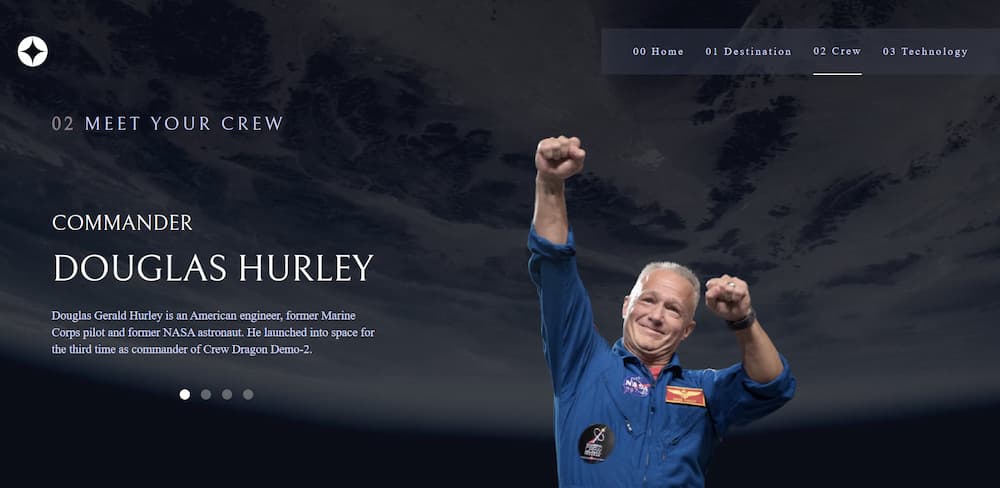 00 Home 01 Destination 02 Crew 03 Technology
02 MEET YOUR CREW
COMMANDER
DOUGLAS HURLEY
Douglas Gerald Hurley is an American engineer, former Marine
Corps pilot and former NASA astronaut. He launched into space for
the third time as commander of Crew Dragon Demo-2.
NASA